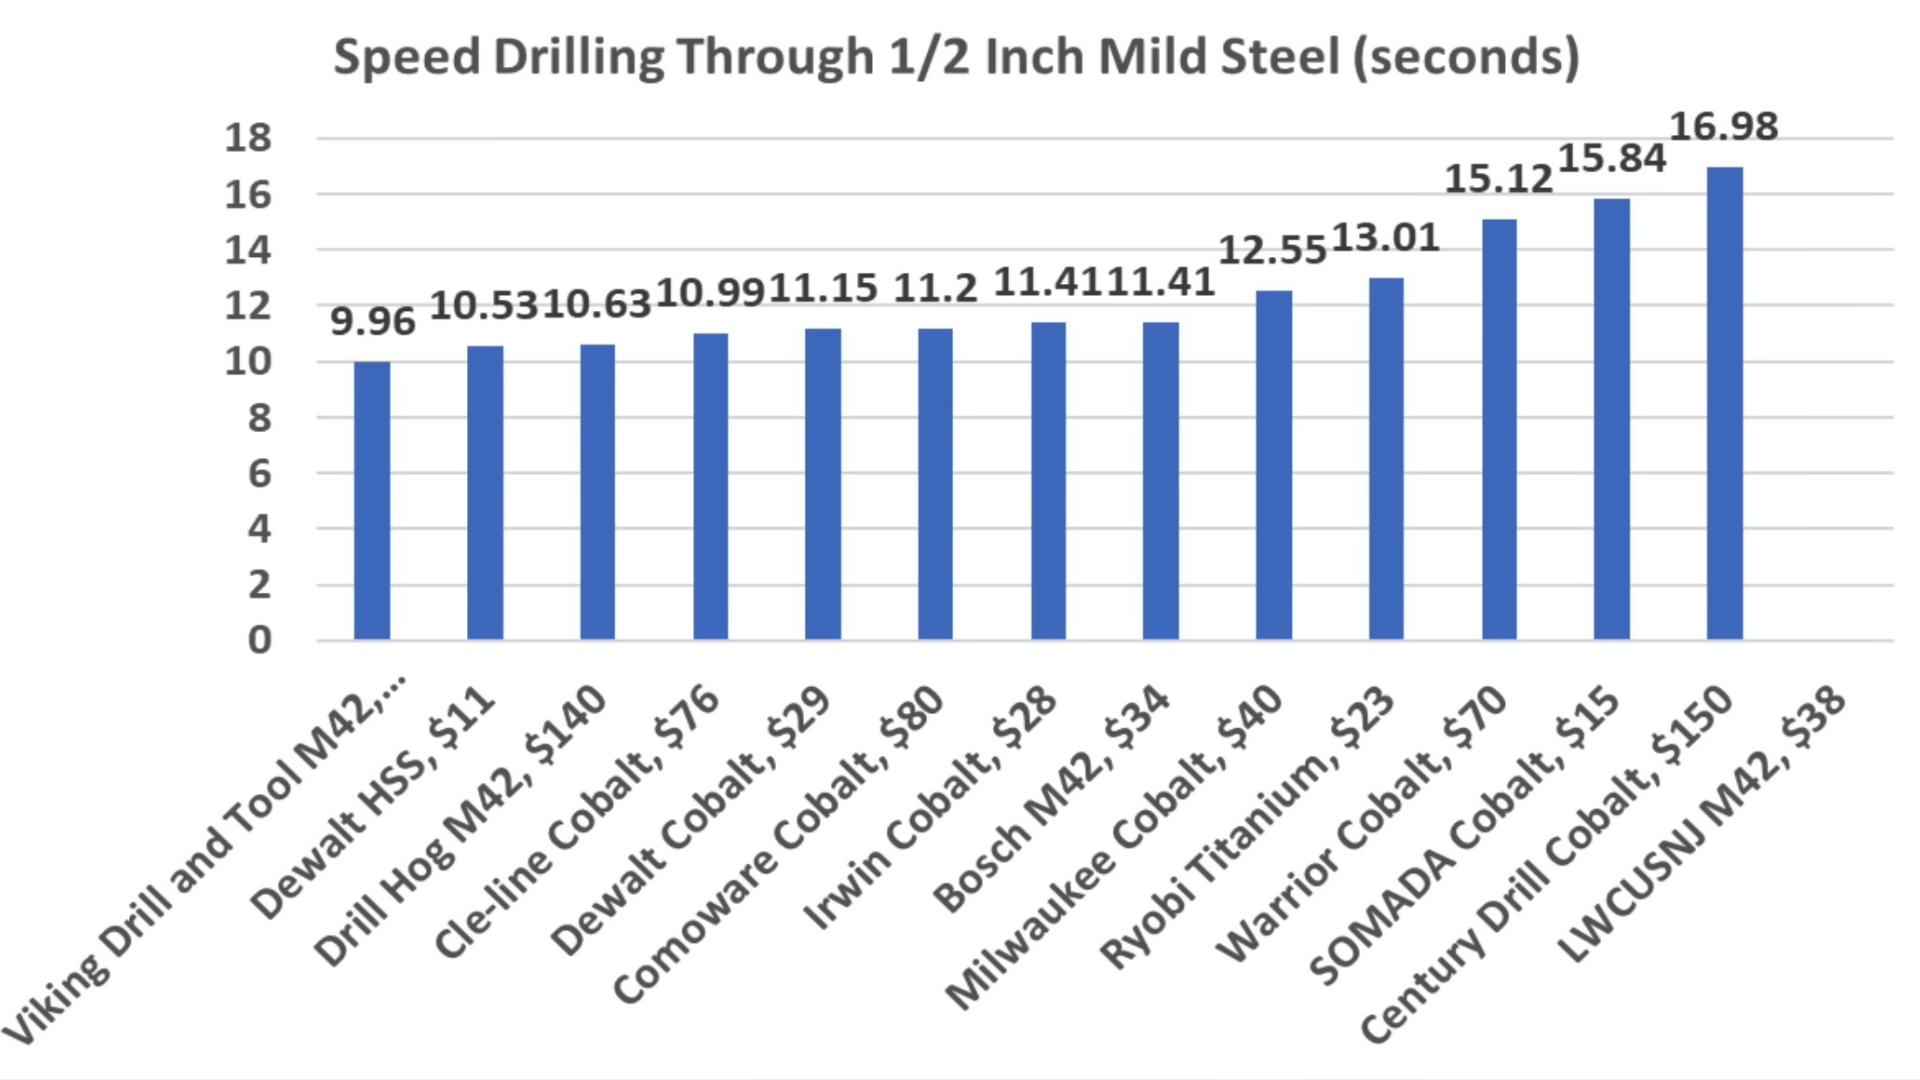 Speed Drilling Through 1/2 Inch Mild Steel (seconds)
18
16
14
12
10
8
6
4
2
0
9.96
10.53
10.63
10.99
11.15
11.2
11.41
11.41
12.55
13.01
15.12
15.84
16.98
Viking Drill and Tool M42,...
Dewalt HSS, $11
Drill Hog M42, $140
Cle-line Cobalt, $76
Dewalt Cobalt, $29
Comoware Cobalt, $80
Irwin Cobalt, $28
Bosch M42, $34
Milwaukee Cobalt, $40
Ryobi Titanium, $23
Warrior Cobalt, $70
SOMADA Cobalt, $15
Century Drill Cobalt, $150
LWCUSNJ M42, $38